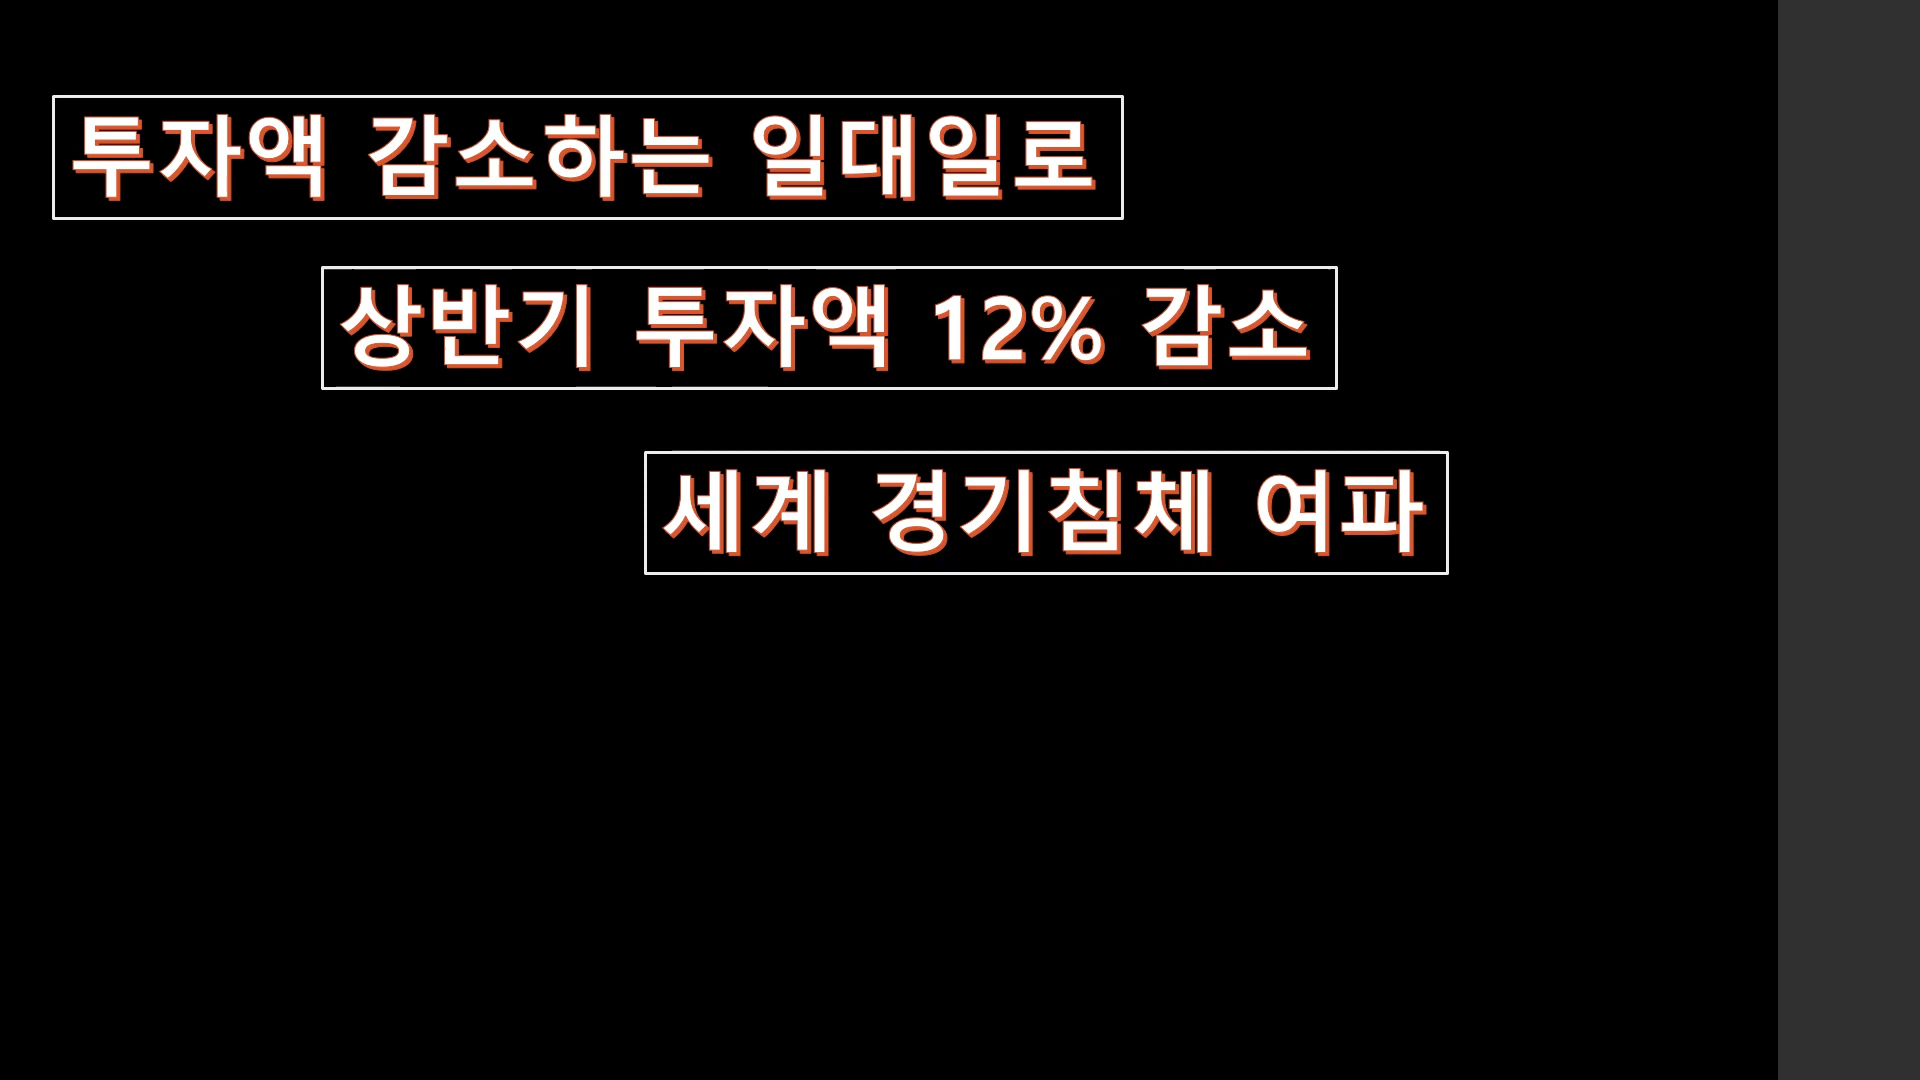 투자액 감소하는 일대일로
상반기 투자액 12% 감소
세계 경기침체 여파